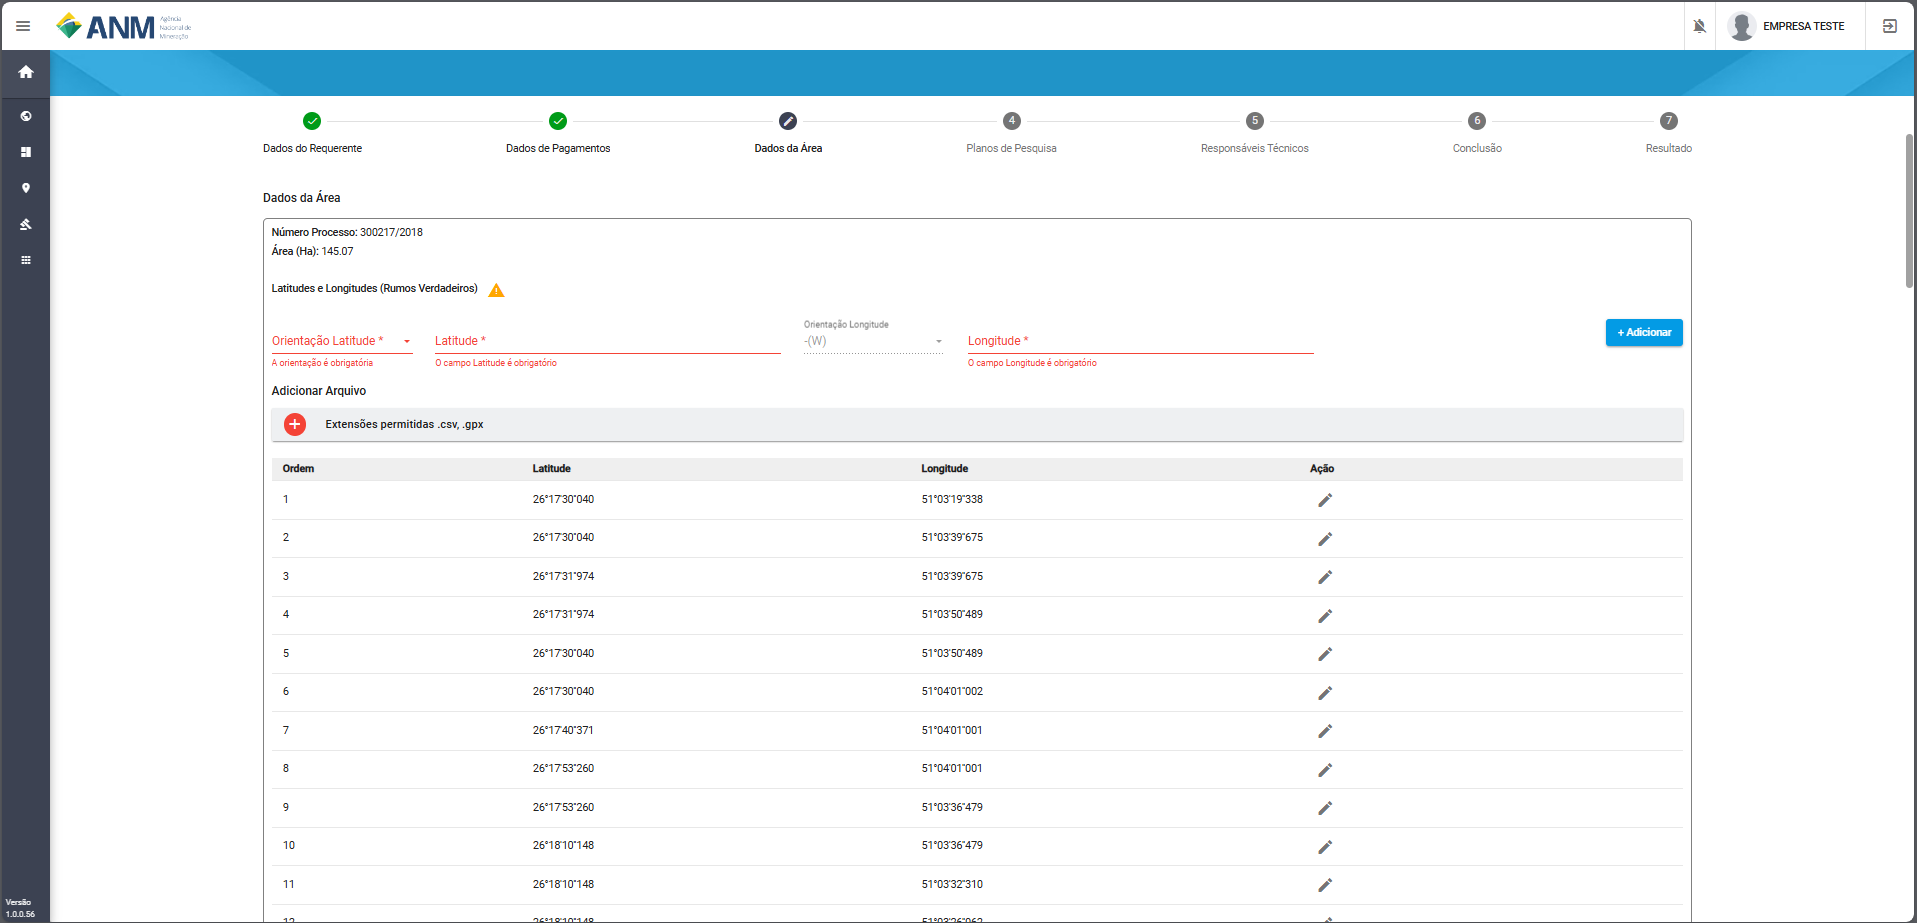 ANM Agência
Nacional de
Mineração
EMPRESA TESTE
4
5
6
7
Dados do Requerente
Dados de Pagamentos
Dados da Área
Planos de Pesquisa
Responsáveis Técnicos
Conclusão
Resultado
Dados da Área
Número Processo: 300217/2018
Área (Ha): 145.07
Latitudes e Longitudes (Rumos Verdadeiros)
Orientação Latitude *
A orientação é obrigatória
Latitude *
O campo Latitude é obrigatório
Orientação Longitude
-(W)
Longitude *
O campo Longitude é obrigatório
+ Adicionar
Adicionar Arquivo
Extensões permitidas .csv, .gpx
Ordem Latitude Longitude Ação
1 26°17'30"040 51°03'19"338
2 26°17'30"040 51°03'39"675
3 26°17'31"974 51°03'39"675
4 26°17'31"974 51°03'50"489
5 26°17'30"040 51°03'50"489
6 26°17'30"040 51°04'01"002
7 26°17'40"371 51°04'01"001
8 26°17'53"260 51°04'01"001
9 26°17'53"260 51°03'36"479
10 26°18'10"148 51°03'36"479
11 26°18'10"148 51°03'32"310
12 26°18'10"148 51°03'26"062
Versão
1.0.0.56